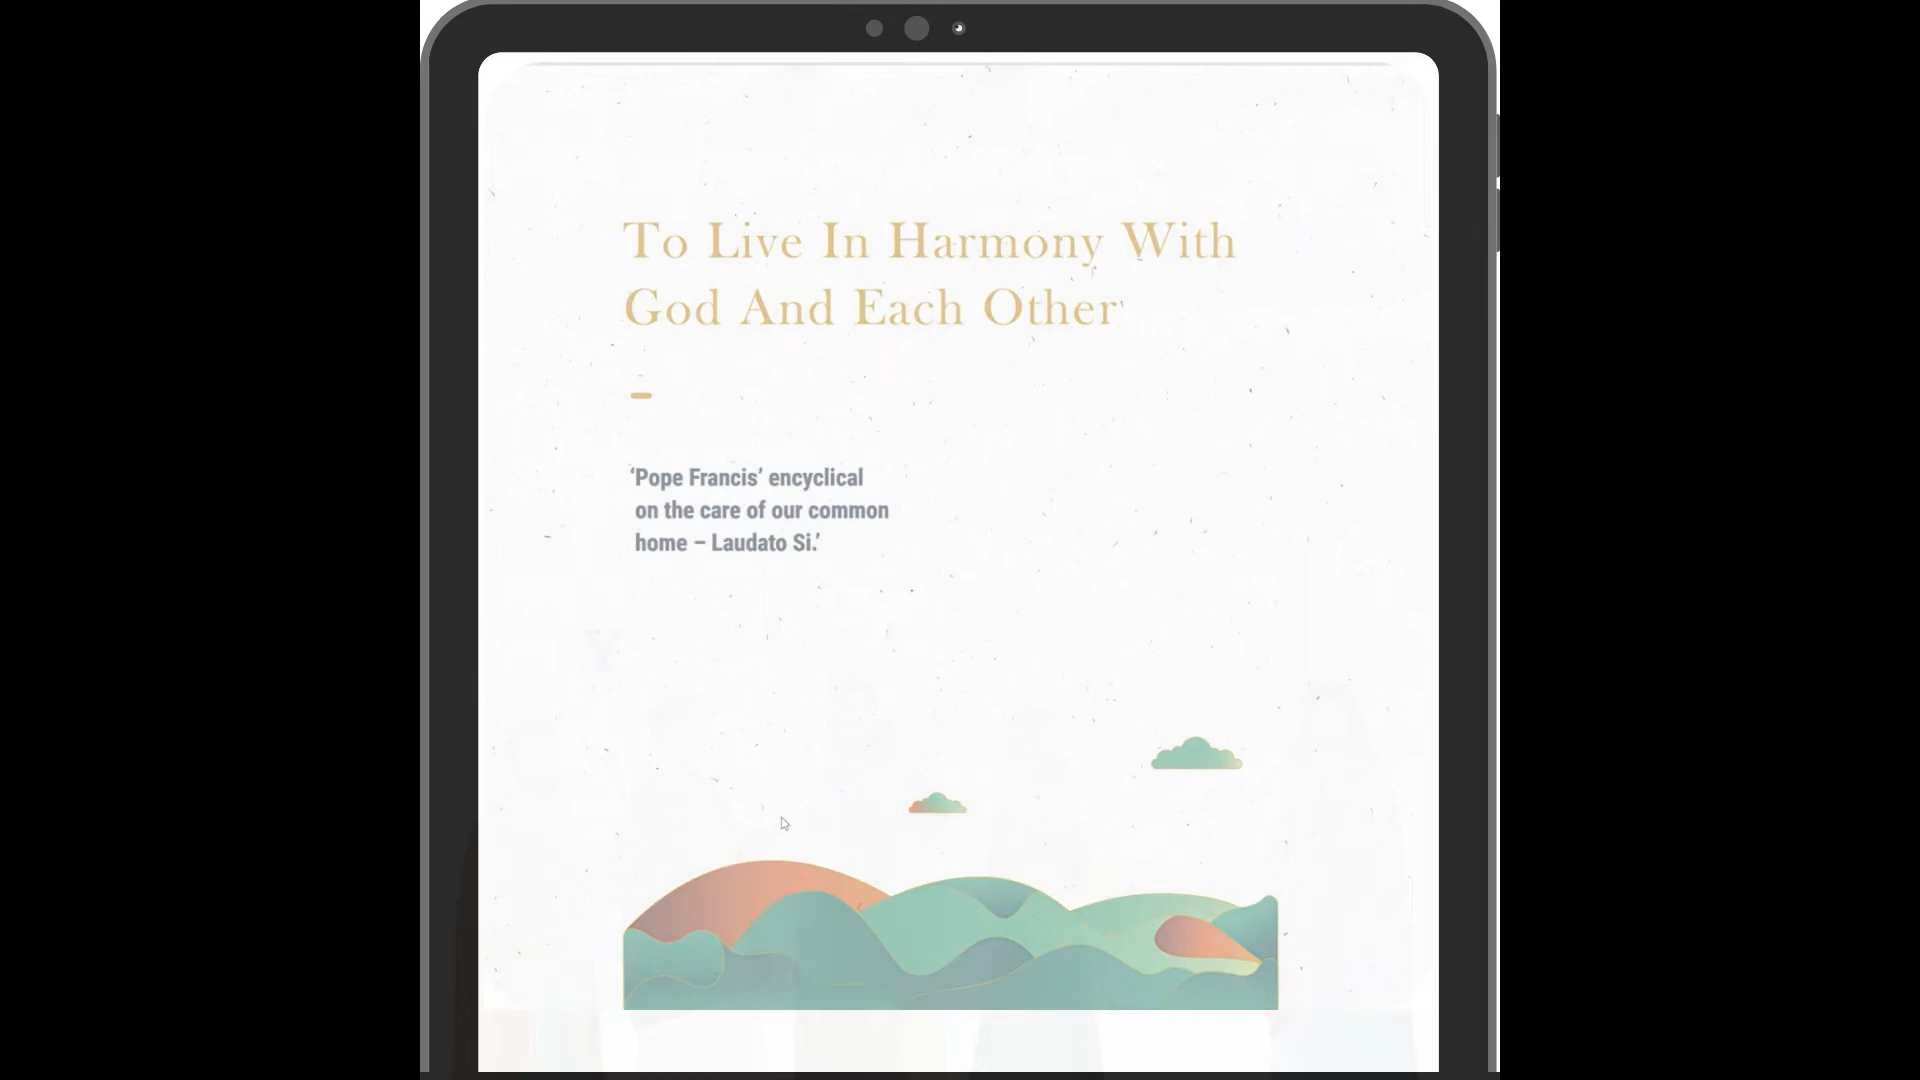 To Live In Harmony With
God And Each Other
‘Pope Francis’ encyclical
on the care of our common
home – Laudato Si.’